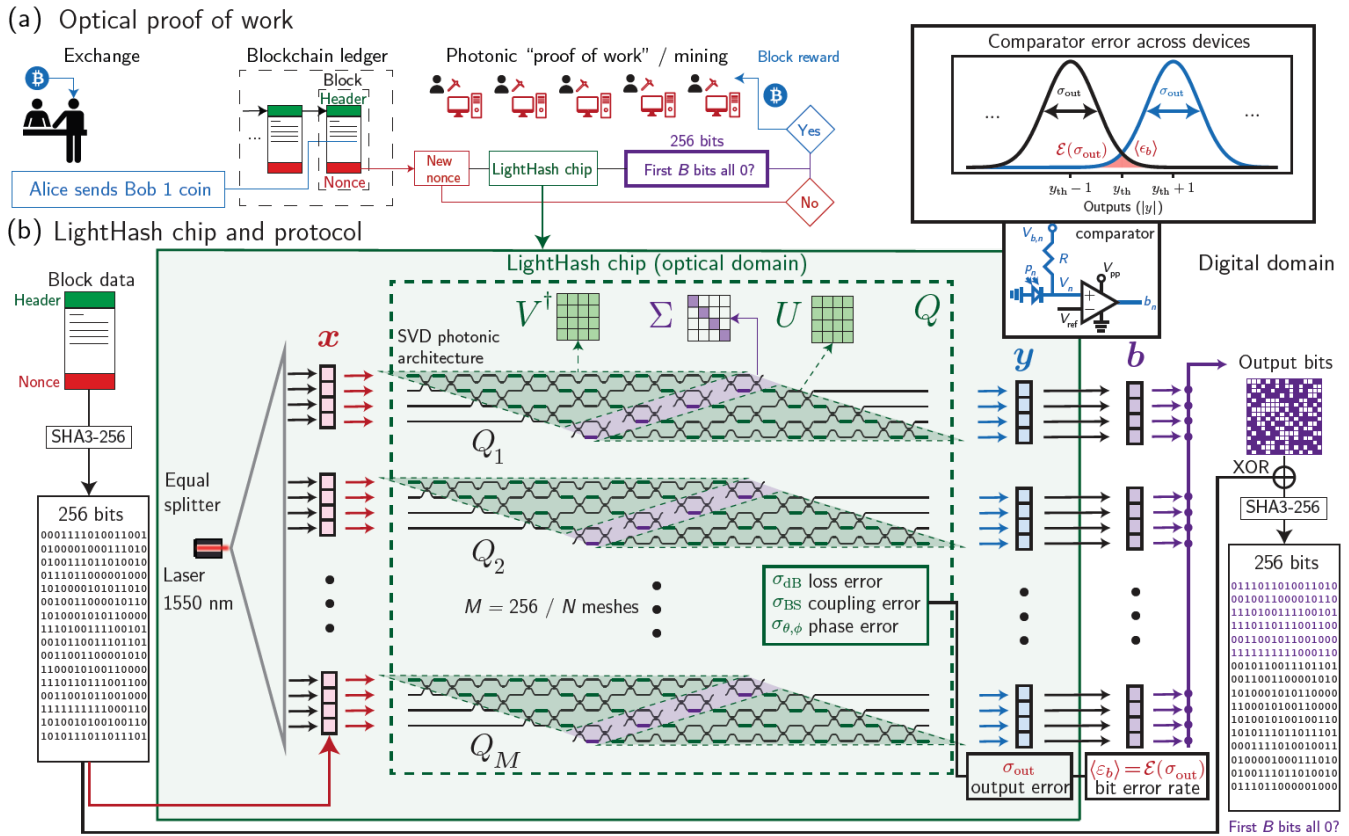 (a) Optical proof of work
Exchange
Alice sends Bob 1 coin
Blockchain ledger
Block
Header
...
Nonce
Photonic "proof of work" / mining
Block reward
New
nonce
LightHash chip
256 bits
First B bits all 0?
Yes
No
Comparator error across devices
σout
σout
...
...
ℰ(σout)
⟨ϵb⟩
yth − 1
yth
yth + 1
Outputs (|y|)
(b) LightHash chip and protocol
Block data
Header
Nonce
SHA3-256
256 bits
0001111010011001
0100001000111010
0100111011010010
0111011000001000
1010000101011010
0010011000010110
1010001010110000
1110100111100101
0010110011101101
0011001100001010
1100010100110000
1110110111100110
0011001011001000
1111111111000110
1010010100100110
1010111011011101
Equal
splitter
Laser
1550 nm
LightHash chip (optical domain)
x
SVD photonic
architecture
V†
Σ
U
Q
Q1
Q2
M = 256 / N meshes
QM
σdB loss error
σBS coupling error
σθ,ϕ phase error
y
b
σout
output error
⟨εb⟩ = ℰ(σout)
bit error rate
comparator
Vb,n
R
pn
Vn
Vpp
Vref
+
−
bn
Digital domain
Output bits
XOR
SHA3-256
256 bits
0111011010011010
0010011000011010
1110100111100101
1110110111100110
0011001011001000
1111111111000110
0010110011101101
0011001100001010
1010001010110000
1100010100110000
1010010100100110
1010111011011101
0001111010010011
0100001000111010
0100111011010010
0111011000001000
First B bits all 0?